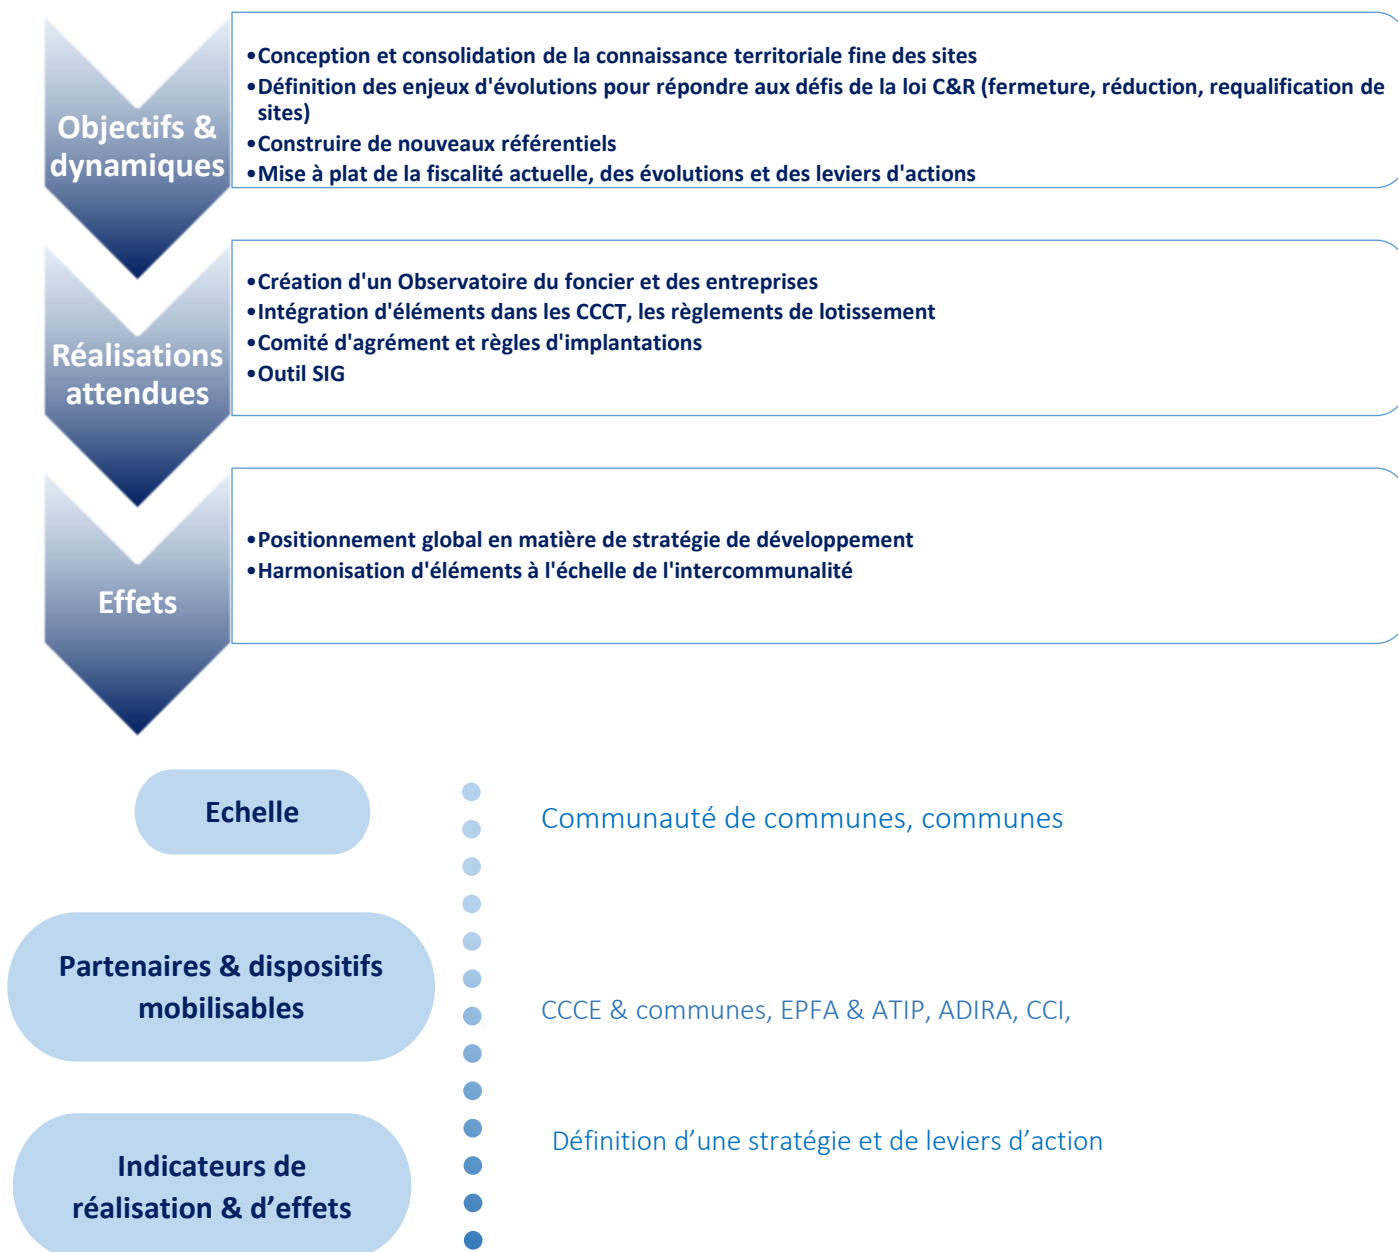 Objectifs &
dynamiques
•Conception et consolidation de la connaissance territoriale fine des sites
•Définition des enjeux d'évolutions pour répondre aux défis de la loi C&R (fermeture, réduction, requalification de
sites)
•Construire de nouveaux référentiels
•Mise à plat de la fiscalité actuelle, des évolutions et des leviers d'actions
Réalisations
attendues
•Création d'un Observatoire du foncier et des entreprises
•Intégration d'éléments dans les CCCT, les règlements de lotissement
•Comité d'agrément et règles d'implantations
•Outil SIG
Effets
•Positionnement global en matière de stratégie de développement
•Harmonisation d'éléments à l'échelle de l'intercommunalité
Echelle
Communauté de communes, communes
Partenaires & dispositifs
mobilisables
CCCE & communes, EPFA & ATIP, ADIRA, CCI,
Indicateurs de
réalisation & d’effets
Définition d’une stratégie et de leviers d’action